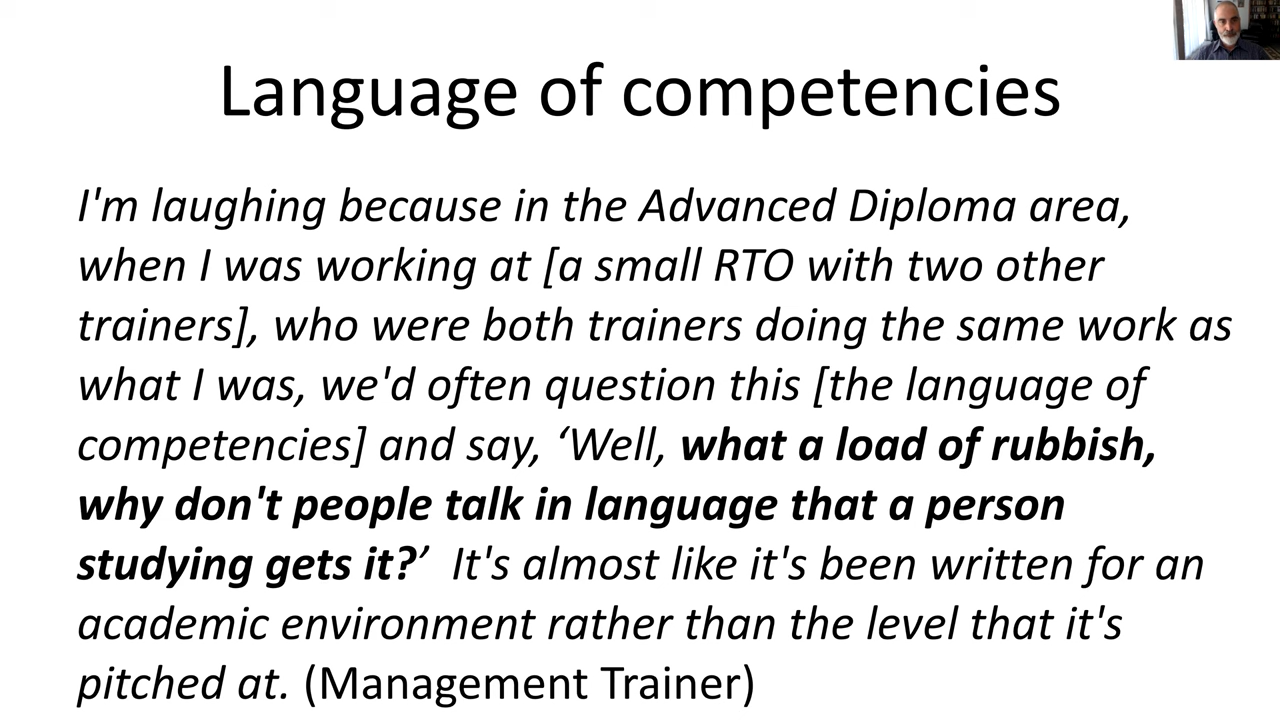 Language of competencies
I'm laughing because in the Advanced Diploma area,
when I was working at [a small RTO with two other
trainers], who were both trainers doing the same work as
what I was, we'd often question this [the language of
competencies] and say, ‘Well, what a load of rubbish,
why don't people talk in language that a person
studying gets it?’  It's almost like it's been written for an
academic environment rather than the level that it's
pitched at. (Management Trainer)